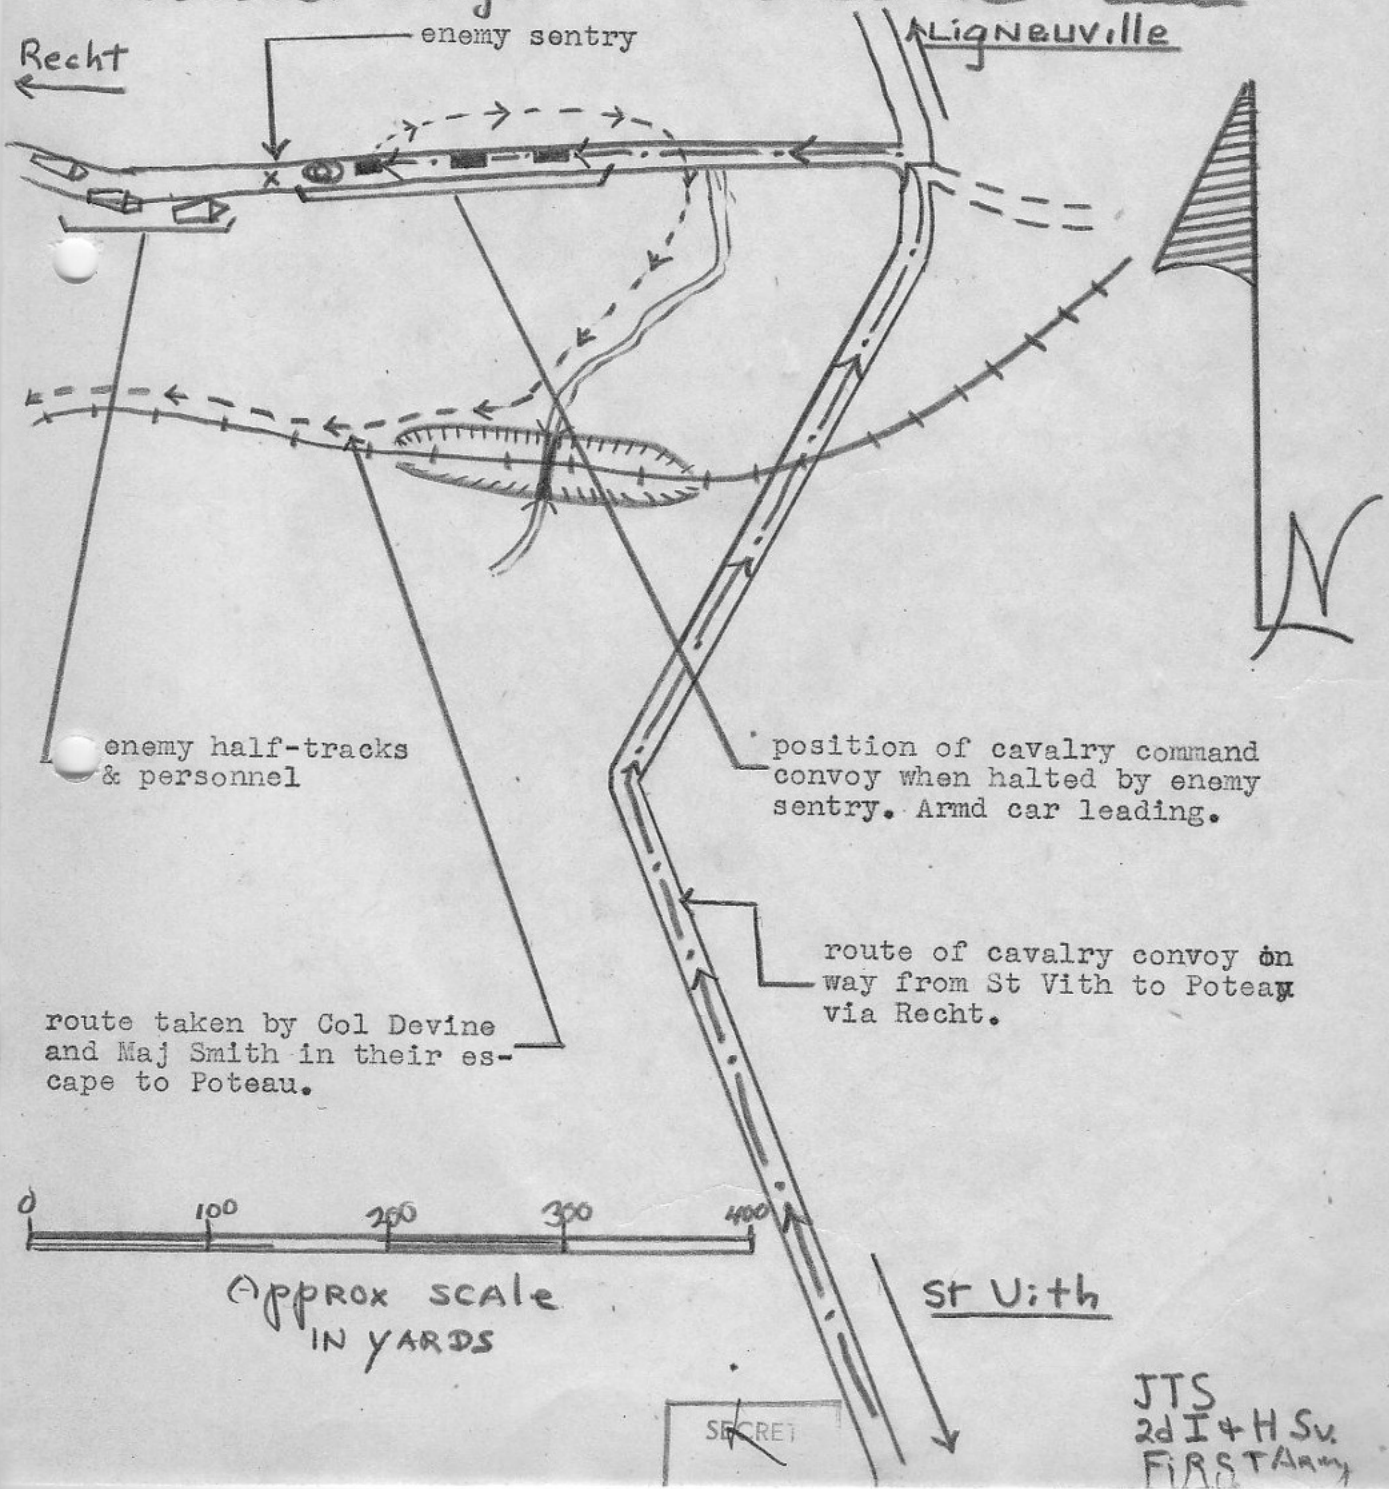 enemy sentry
Ligneuville
Recht
N
enemy half-tracks
& personnel
position of cavalry command
convoy when halted by enemy
sentry. Armd car leading.
route of cavalry convoy on
way from St Vith to Poteau
via Recht.
route taken by Col Devine
and Maj Smith in their es-
cape to Poteau.
0 100 200 300 400
Approx scale
IN YARDS
St Vith
SECRET
JTS
2d I & H Sv.
FIRST Army